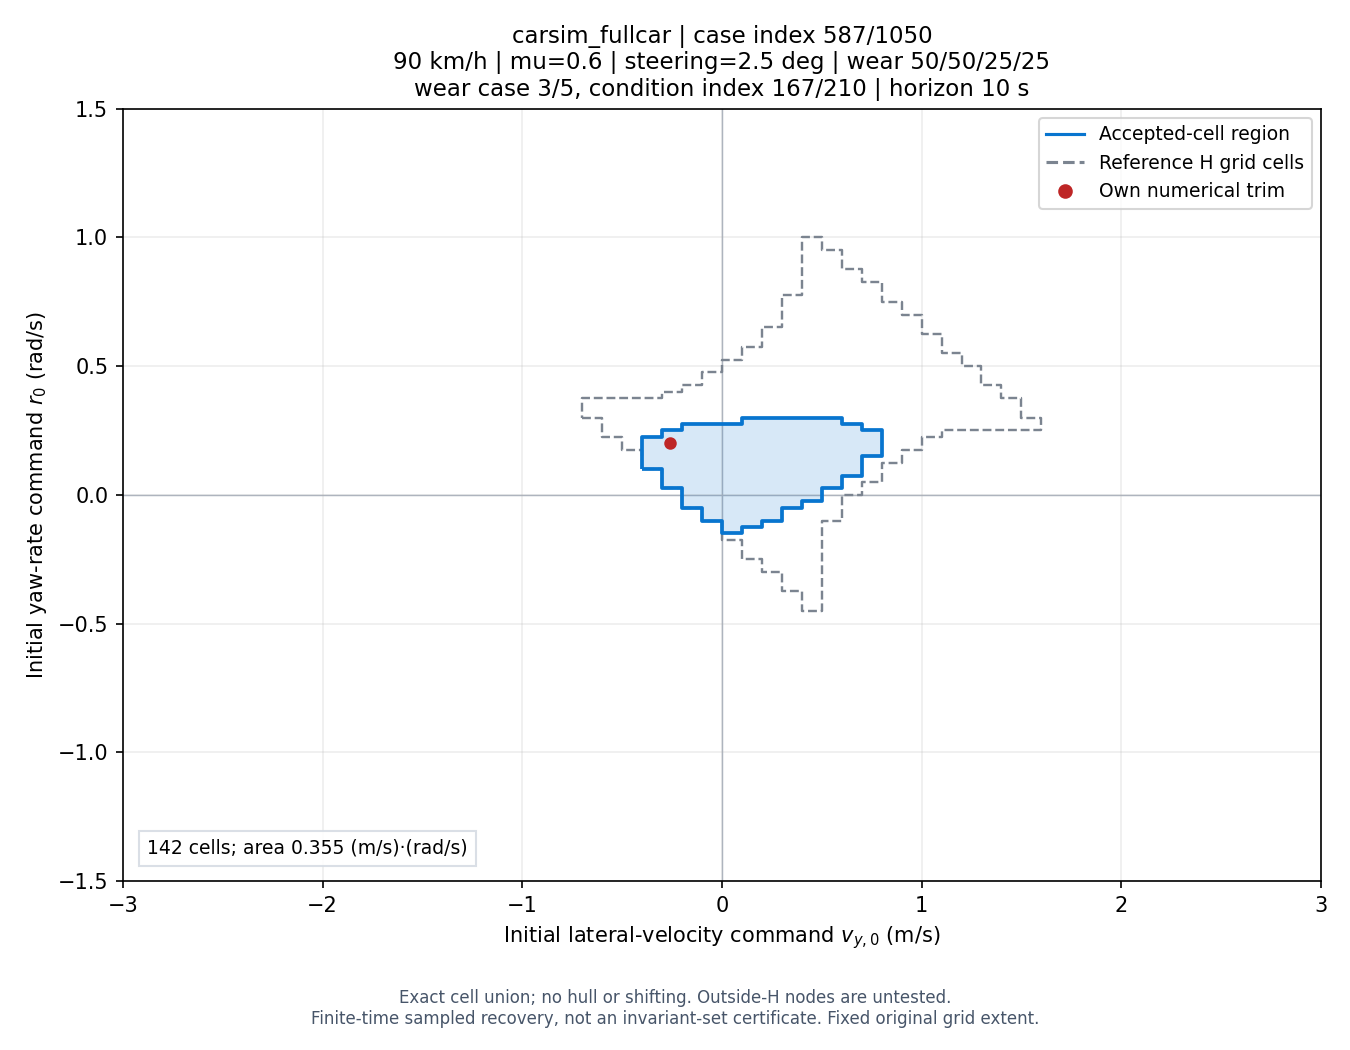 carsim_fullcar | case index 587/1050
90 km/h | mu=0.6 | steering=2.5 deg | wear 50/50/25/25
wear case 3/5, condition index 167/210 | horizon 10 s
Accepted-cell region
Reference H grid cells
Own numerical trim
1.5
1.0
0.5
0.0
−0.5
−1.0
−1.5
Initial yaw-rate command r₀ (rad/s)
142 cells; area 0.355 (m/s)·(rad/s)
−3
−2
−1
0
1
2
3
Initial lateral-velocity command v_{y,0} (m/s)
Exact cell union; no hull or shifting. Outside-H nodes are untested.
Finite-time sampled recovery, not an invariant-set certificate. Fixed original grid extent.